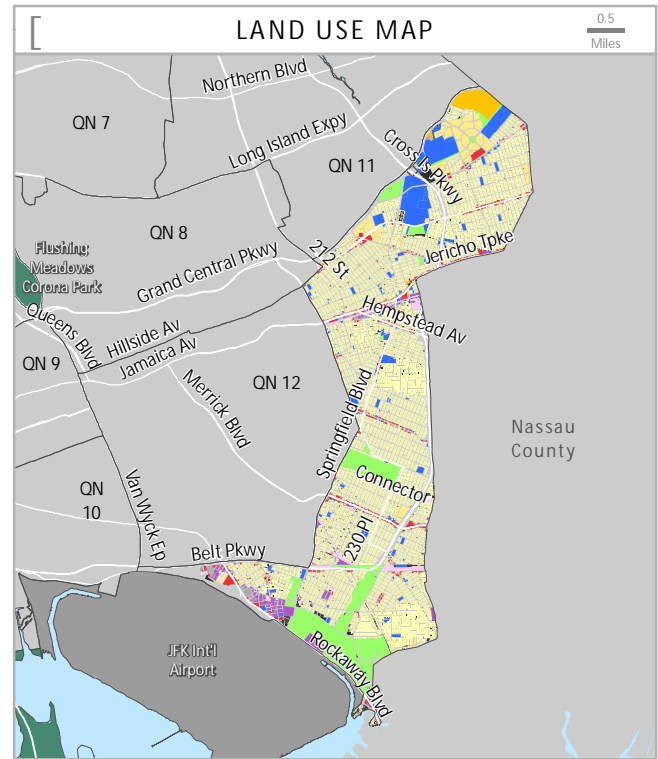 [
LAND USE MAP
0.5
Miles
Northern Blvd
QN 7
Long Island Expy
Cross Is Pkwy
QN 11
QN 8
212 St
Jericho Tpke
Flushing
Meadows
Corona Park
Grand Central Pkwy
Queens Blvd
Hillside Av
Jamaica Av
Hempstead Av
QN 9
QN 12
Merrick Blvd
Springfield Blvd
Nassau
County
QN
10
Van Wyck Ep
Connector
230 Pl
Belt Pkwy
JFK Int'l
Airport
Rockaway Blvd